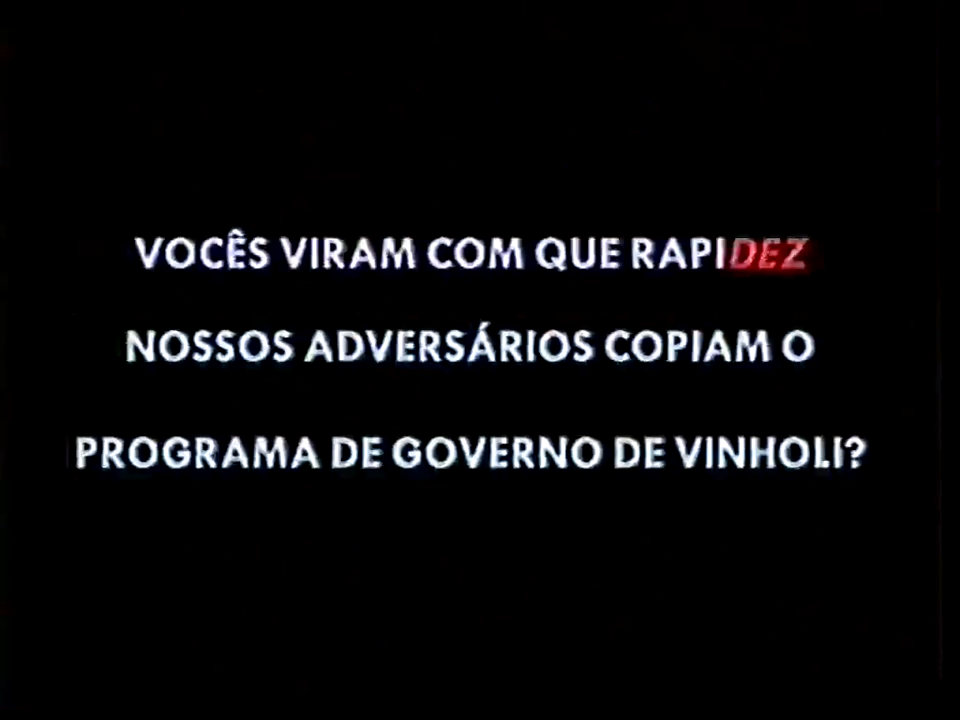 VOCÊS VIRAM COM QUE RAPIDEZ
NOSSOS ADVERSÁRIOS COPIAM O
PROGRAMA DE GOVERNO DE VINHOLI?